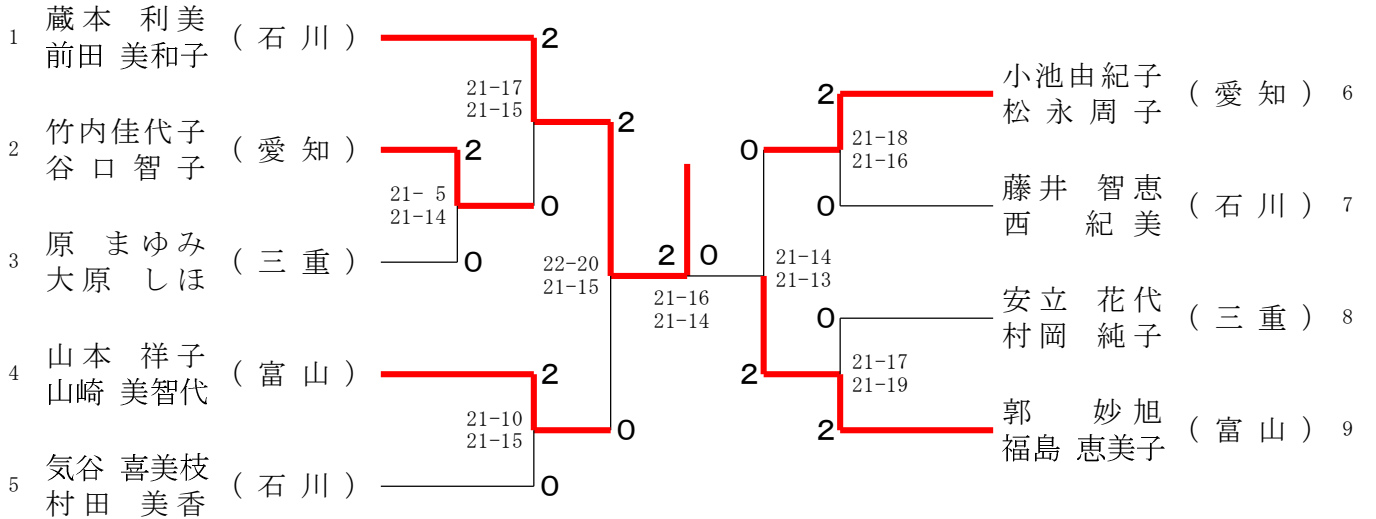 1 蔵本 利美 (石川)
前田 美和子
2
21-17
21-15
2 竹内佳代子 (愛知)
谷口智子
2
21- 5
21-14
0
3 原 まゆみ (三重)
大原 しほ
0
2
22-20
21-15
4 山本 祥子 (富山)
山崎 美智代
2
21-10
21-15
0
5 気谷 喜美枝 (石川)
村田 美香
0
2 0
21-16
21-14
小池由紀子 (愛知) 6
松永周子
2
21-18
21-16
0
藤井 智恵 (石川) 7
西 紀美
0
21-14
21-13
安立 花代 (三重) 8
村岡 純子
0
21-17
21-19
2
郭 妙旭 (富山) 9
福島 恵美子
2